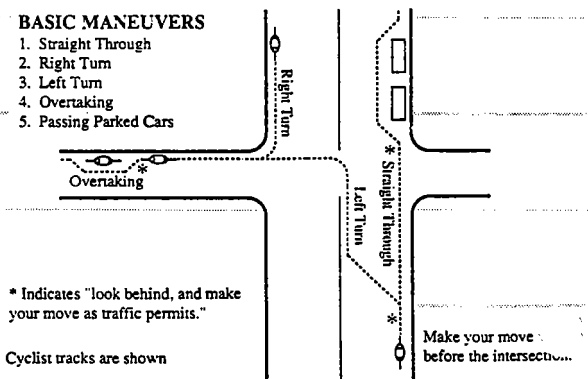 BASIC MANEUVERS
1. Straight Through
2. Right Turn
3. Left Turn
4. Overtaking
5. Passing Parked Cars
Right Turn
*
Straight Through
*
Overtaking
Left Turn
* Indicates "look behind, and make
your move as traffic permits."
*
Cyclist tracks are shown
Make your move
before the